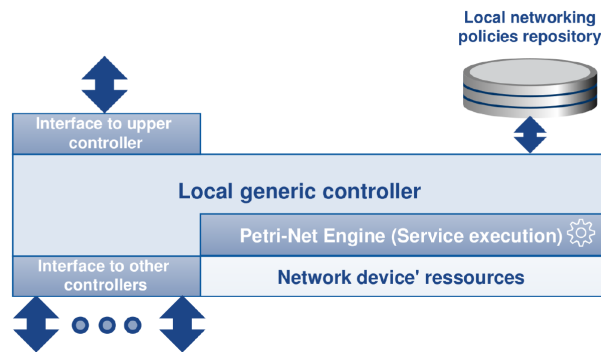 Local networking
policies repository
Interface to upper
controller
Local generic controller
Petri-Net Engine (Service execution)
Interface to other
controllers
Network device' ressources